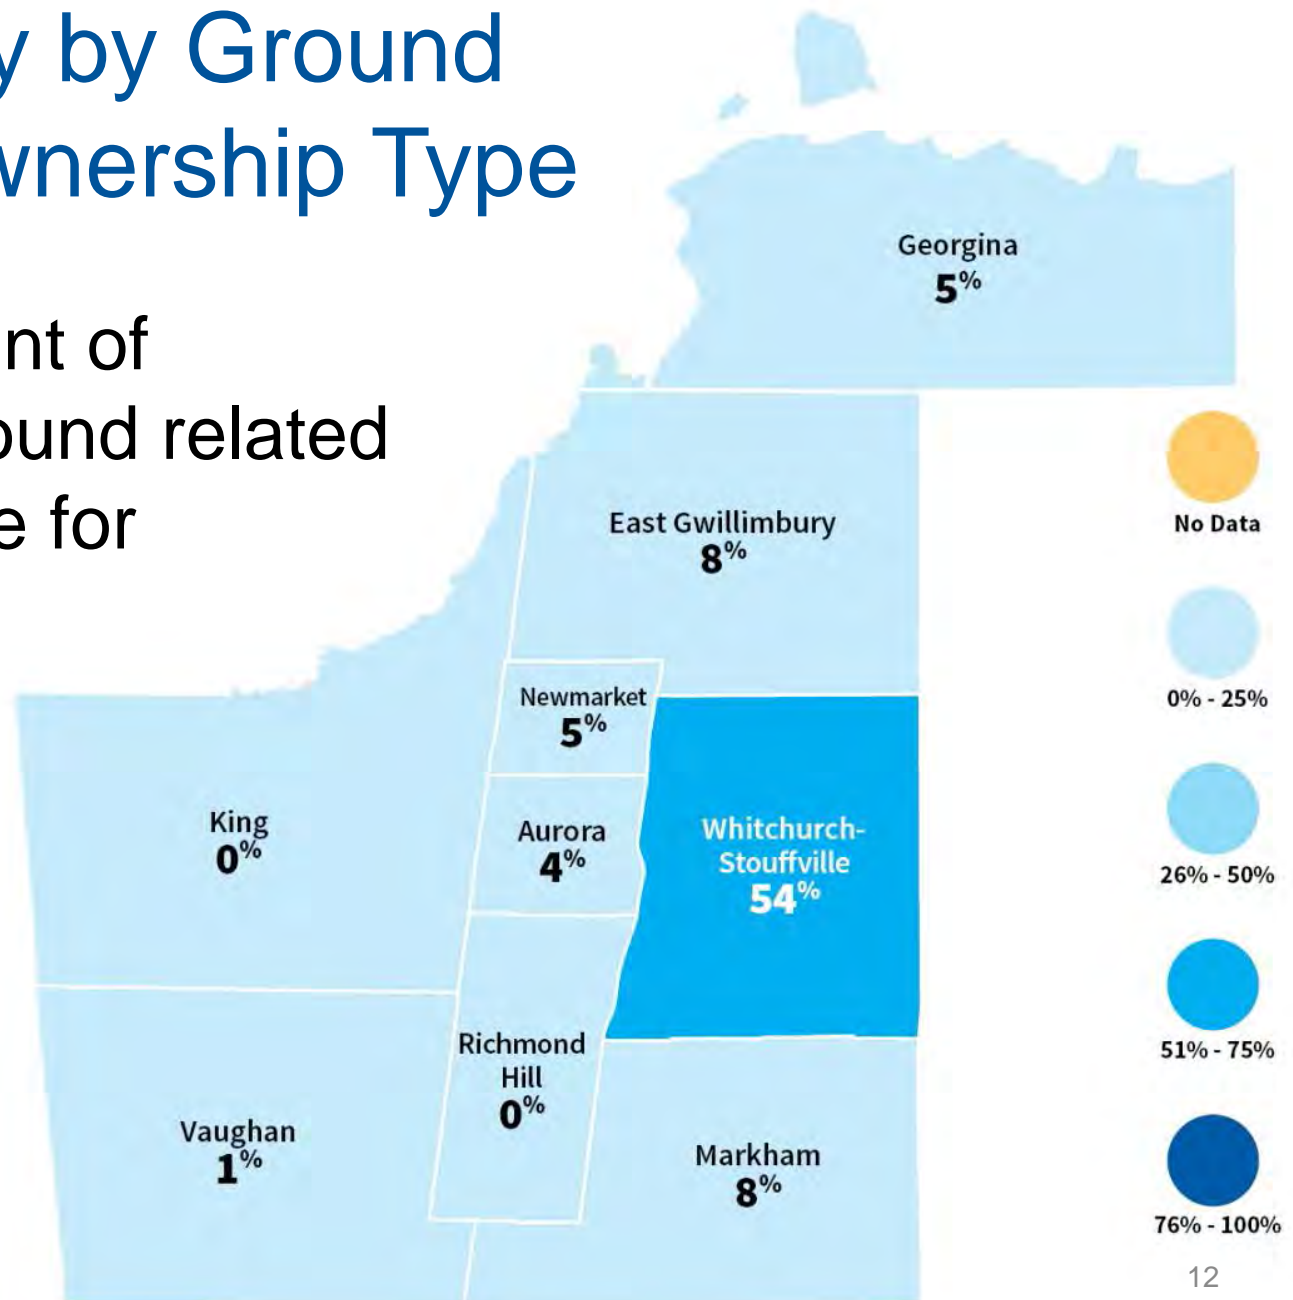 y by Ground
wnership Type
nt of
ound related
e for
Georgina
5%
East Gwillimbury
8%
Newmarket
5%
King
0%
Aurora
4%
Whitchurch-
Stouffville
54%
Richmond
Hill
0%
Vaughan
1%
Markham
8%
No Data
0% - 25%
26% - 50%
51% - 75%
76% - 100%
12